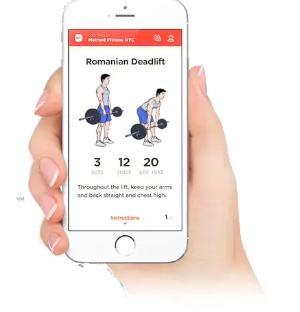 Method Fitness NYC
Romanian Deadlift
3 12 20
sets reps sec rest
Throughout the lift, keep your arms
and back straight and chest high.
Instructions 1